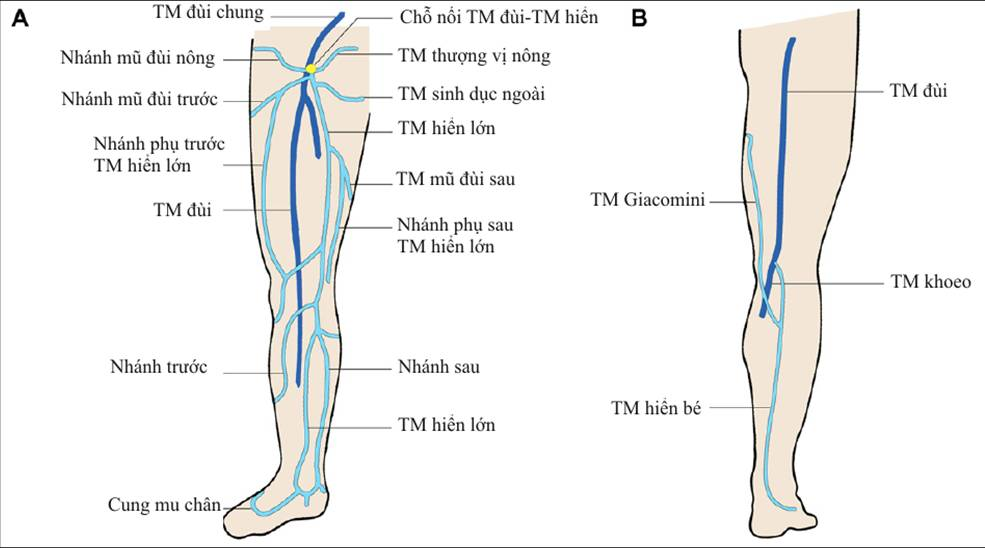 A
TM đùi chung
Nhánh mũ đùi nông
Nhánh mũ đùi trước
Nhánh phụ trước
TM hiển lớn
TM đùi
Nhánh trước
Cung mu chân
Chỗ nối TM đùi-TM hiển
TM thượng vị nông
TM sinh dục ngoài
TM hiển lớn
TM mũ đùi sau
Nhánh phụ sau
TM hiển lớn
Nhánh sau
TM hiển lớn
B
TM đùi
TM Giacomini
TM khoeo
TM hiển bé